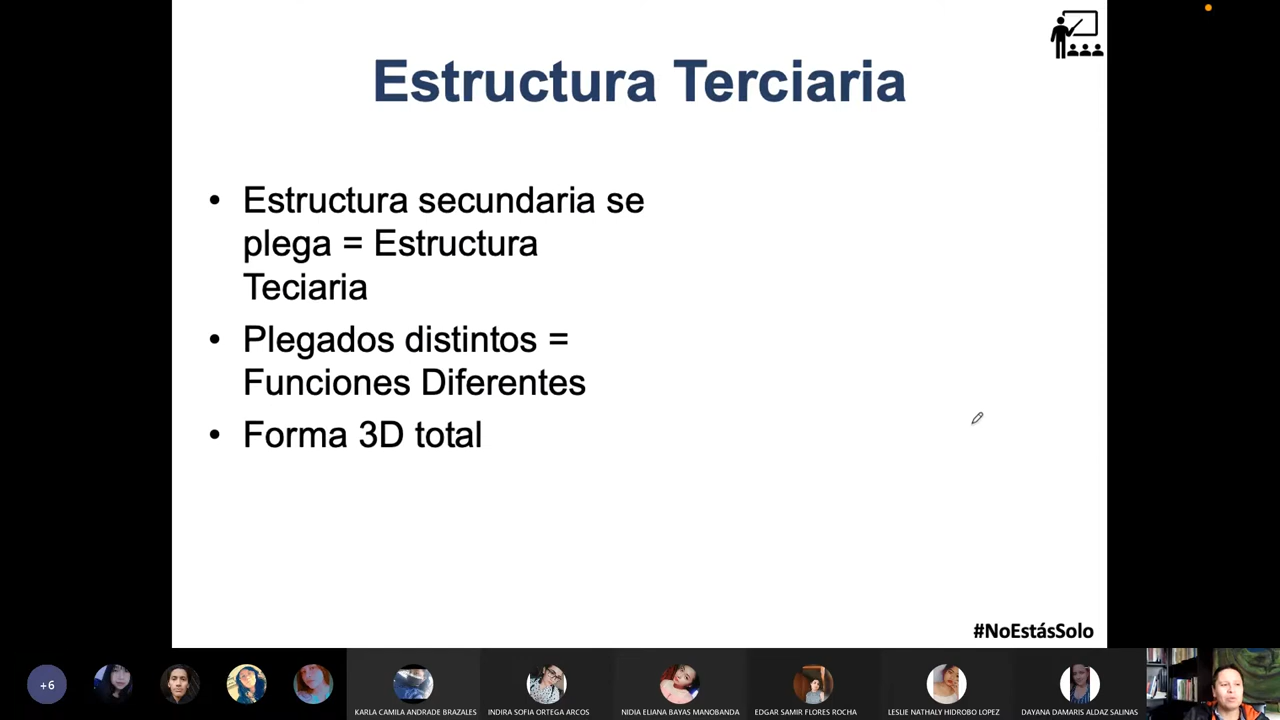 Estructura Terciaria
• Estructura secundaria se
plega = Estructura
Teciaria
• Plegados distintos =
Funciones Diferentes
• Forma 3D total
#NoEstásSolo
+6
KARLA CAMILA ANDRADE BRAZALES
INDIRA SOFIA ORTEGA ARCOS
NIDIA ELIANA BAYAS MANOBANDA
EDGAR SAMIR FLORES ROCHA
LESLIE NATHALY HIDROBO LOPEZ
DAYANA DAMARIS ALDAZ SALINAS